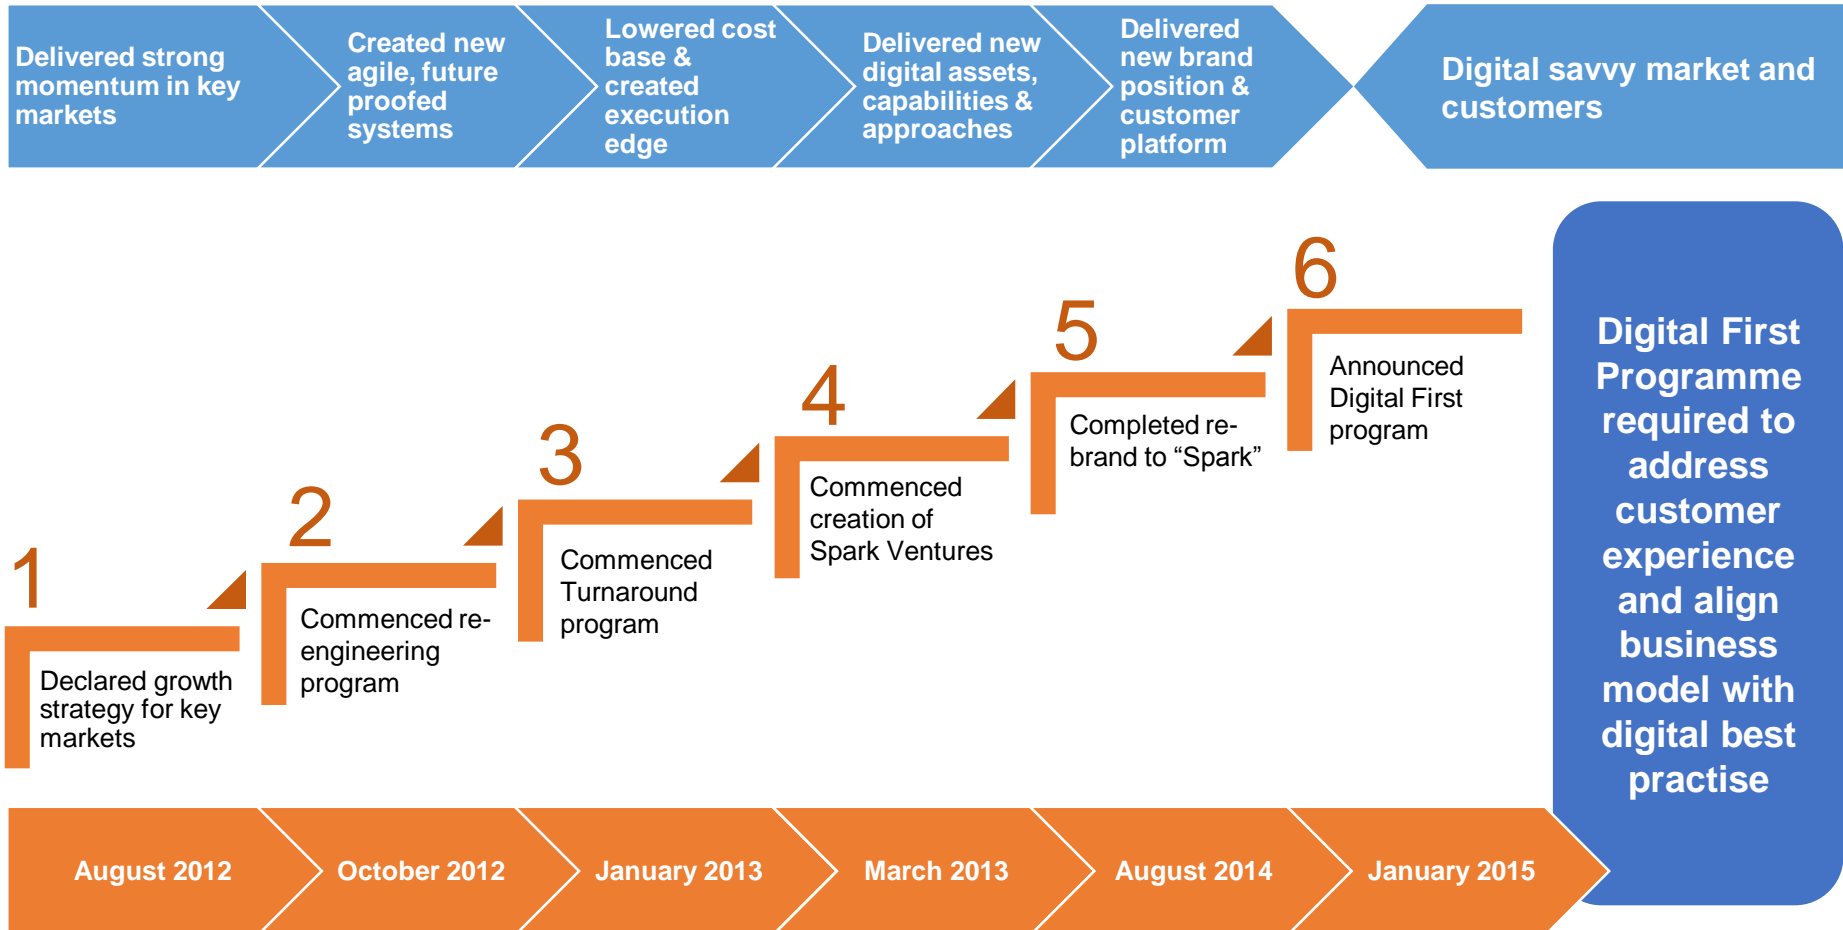 Delivered strong
momentum in key
markets
Created new
agile, future
proofed
systems
Lowered cost
base &
created
execution
edge
Delivered new
digital assets,
capabilities &
approaches
Delivered
new brand
position &
customer
platform
Digital savvy market and
customers
1
Declared growth
strategy for key
markets
2
Commenced re-
engineering
program
3
Commenced
Turnaround
program
4
Commenced
creation of
Spark Ventures
5
Completed re-
brand to “Spark”
6
Announced
Digital First
program
Digital First
Programme
required to
address
customer
experience
and align
business
model with
digital best
practise
August 2012
October 2012
January 2013
March 2013
August 2014
January 2015